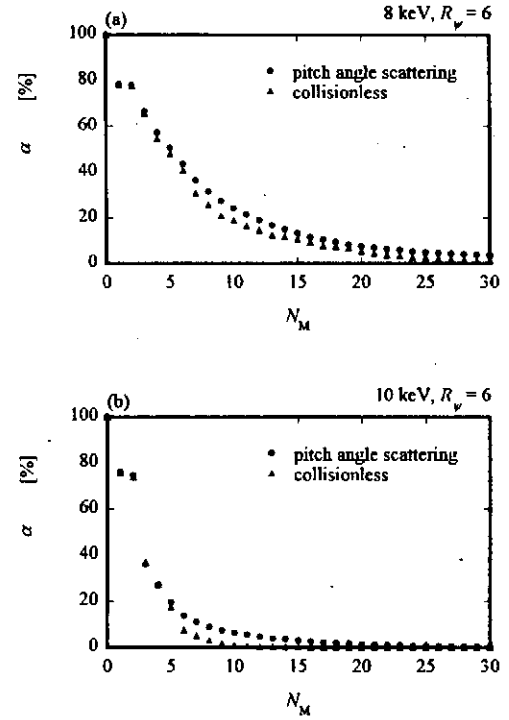 (a) 8 keV, R_ψ = 6
100
80
60
40
20
0
α [%]
● pitch angle scattering
▲ collisionless
0 5 10 15 20 25 30
N_M
(b) 10 keV, R_ψ = 6
100
80
60
40
20
0
α [%]
● pitch angle scattering
▲ collisionless
0 5 10 15 20 25 30
N_M